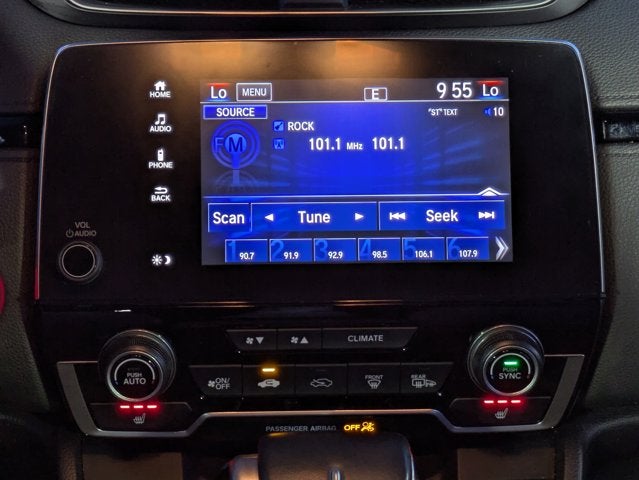 Lo MENU E 9 55 Lo
HOME
SOURCE "ST" TEXT 10
FM ROCK
AUDIO
101.1 MHz 101.1
PHONE
BACK
Scan Tune Seek
VOL
AUDIO
1 90.7 2 91.9 3 92.9 4 98.5 5 106.1 6 107.9
CLIMATE
PUSH AUTO
ON/OFF
FRONT
REAR
PUSH SYNC
PASSENGER AIRBAG OFF